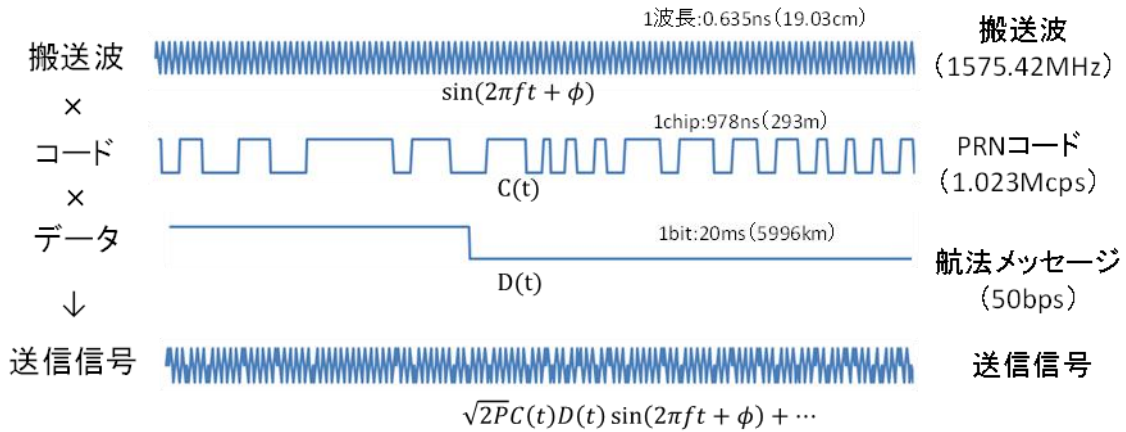 1波長:0.635ns(19.03cm)
搬送波
搬送波
(1575.42MHz)
sin(2πft + ϕ)
×
1chip:978ns(293m)
コード
PRNコード
(1.023Mcps)
C(t)
×
データ
1bit:20ms(5996km)
航法メッセージ
(50bps)
D(t)
↓
送信信号
送信信号
√2PC(t)D(t) sin(2πft + ϕ) + ⋯